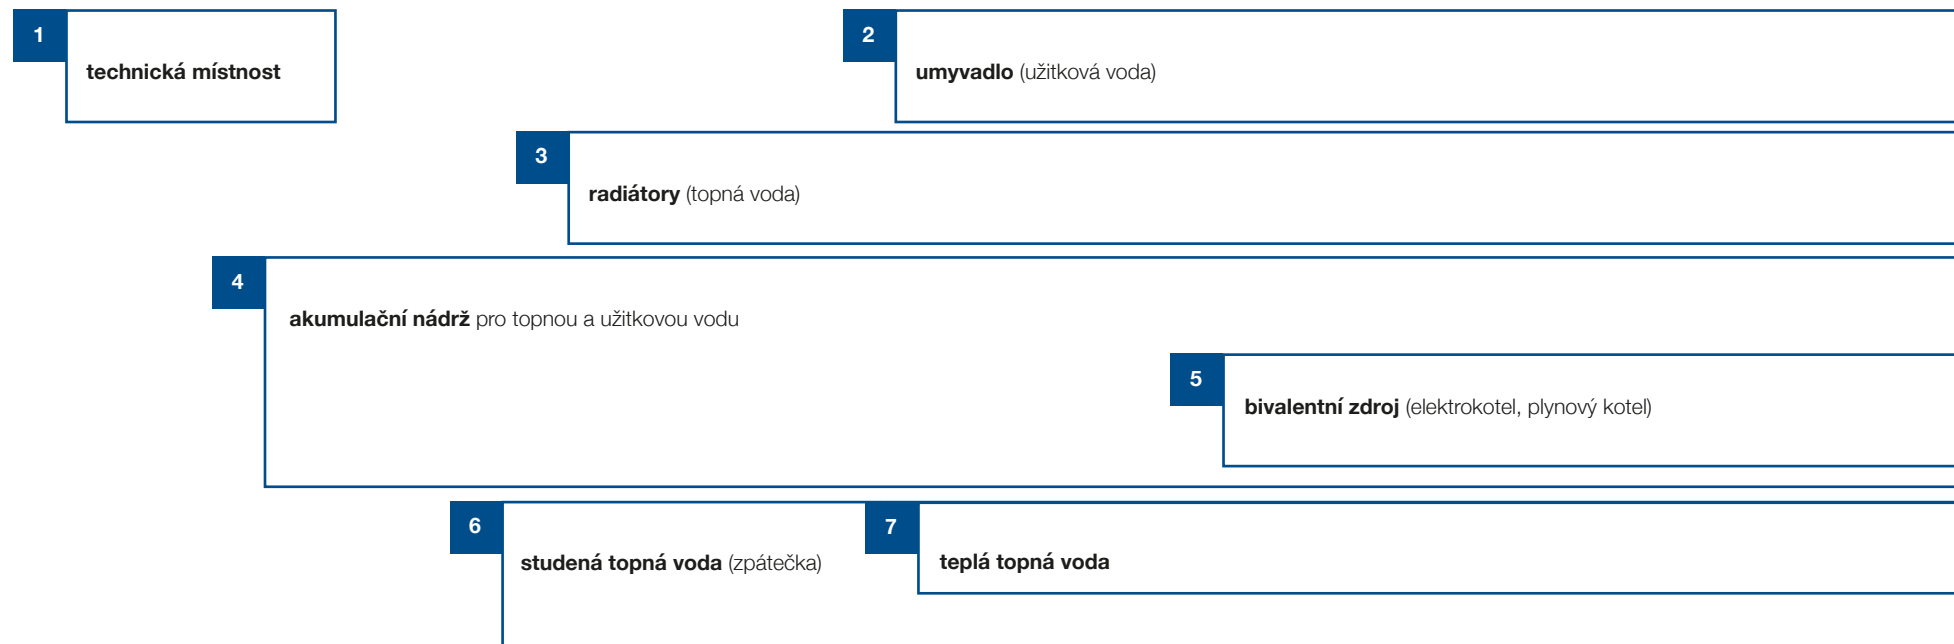 1
technická místnost
2
umyvadlo (užitková voda)
3
radiátory (topná voda)
4
akumulační nádrž pro topnou a užitkovou vodu
5
bivalentní zdroj (elektrokotel, plynový kotel)
6
studená topná voda (zpátečka)
7
teplá topná voda